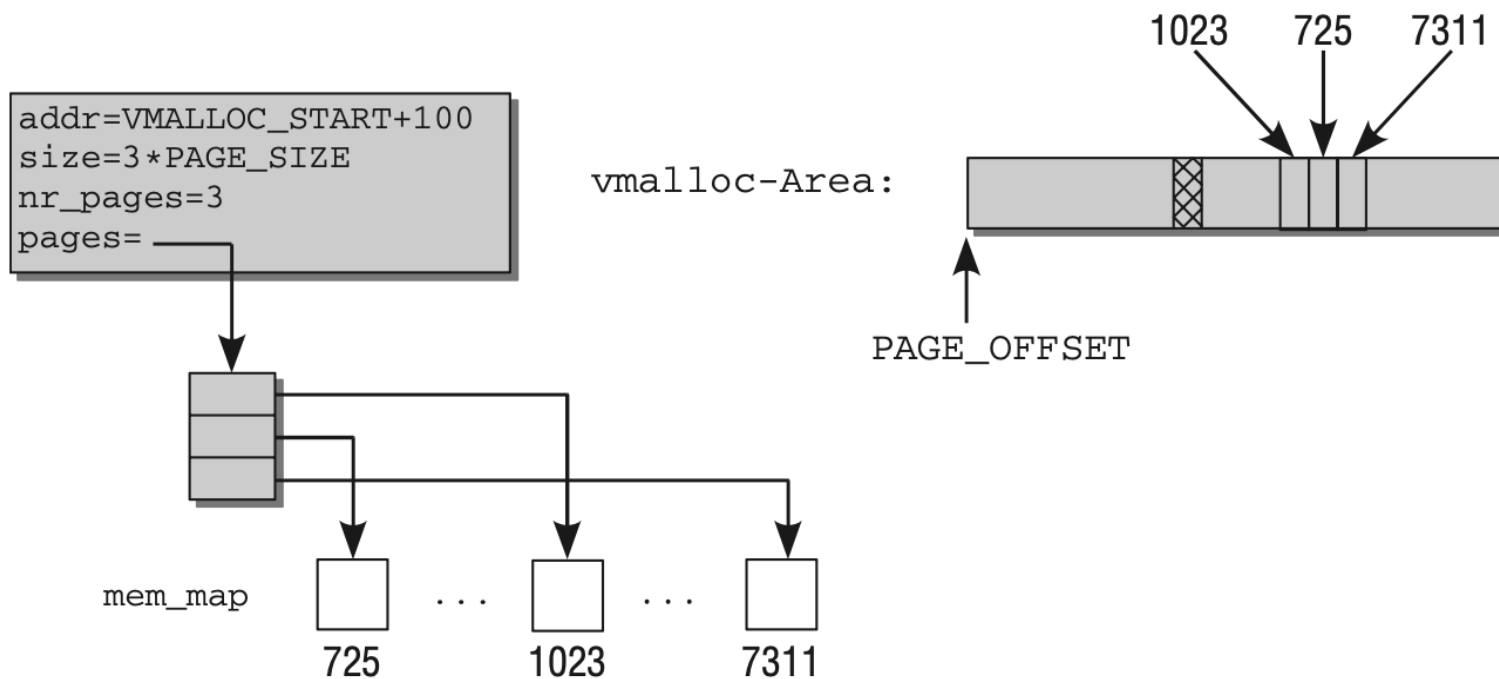 1023 725 7311
addr=VMALLOC_START+100
size=3*PAGE_SIZE
nr_pages=3
pages=
vmalloc-Area:
PAGE_OFFSET
mem_map ... ...
725 1023 7311